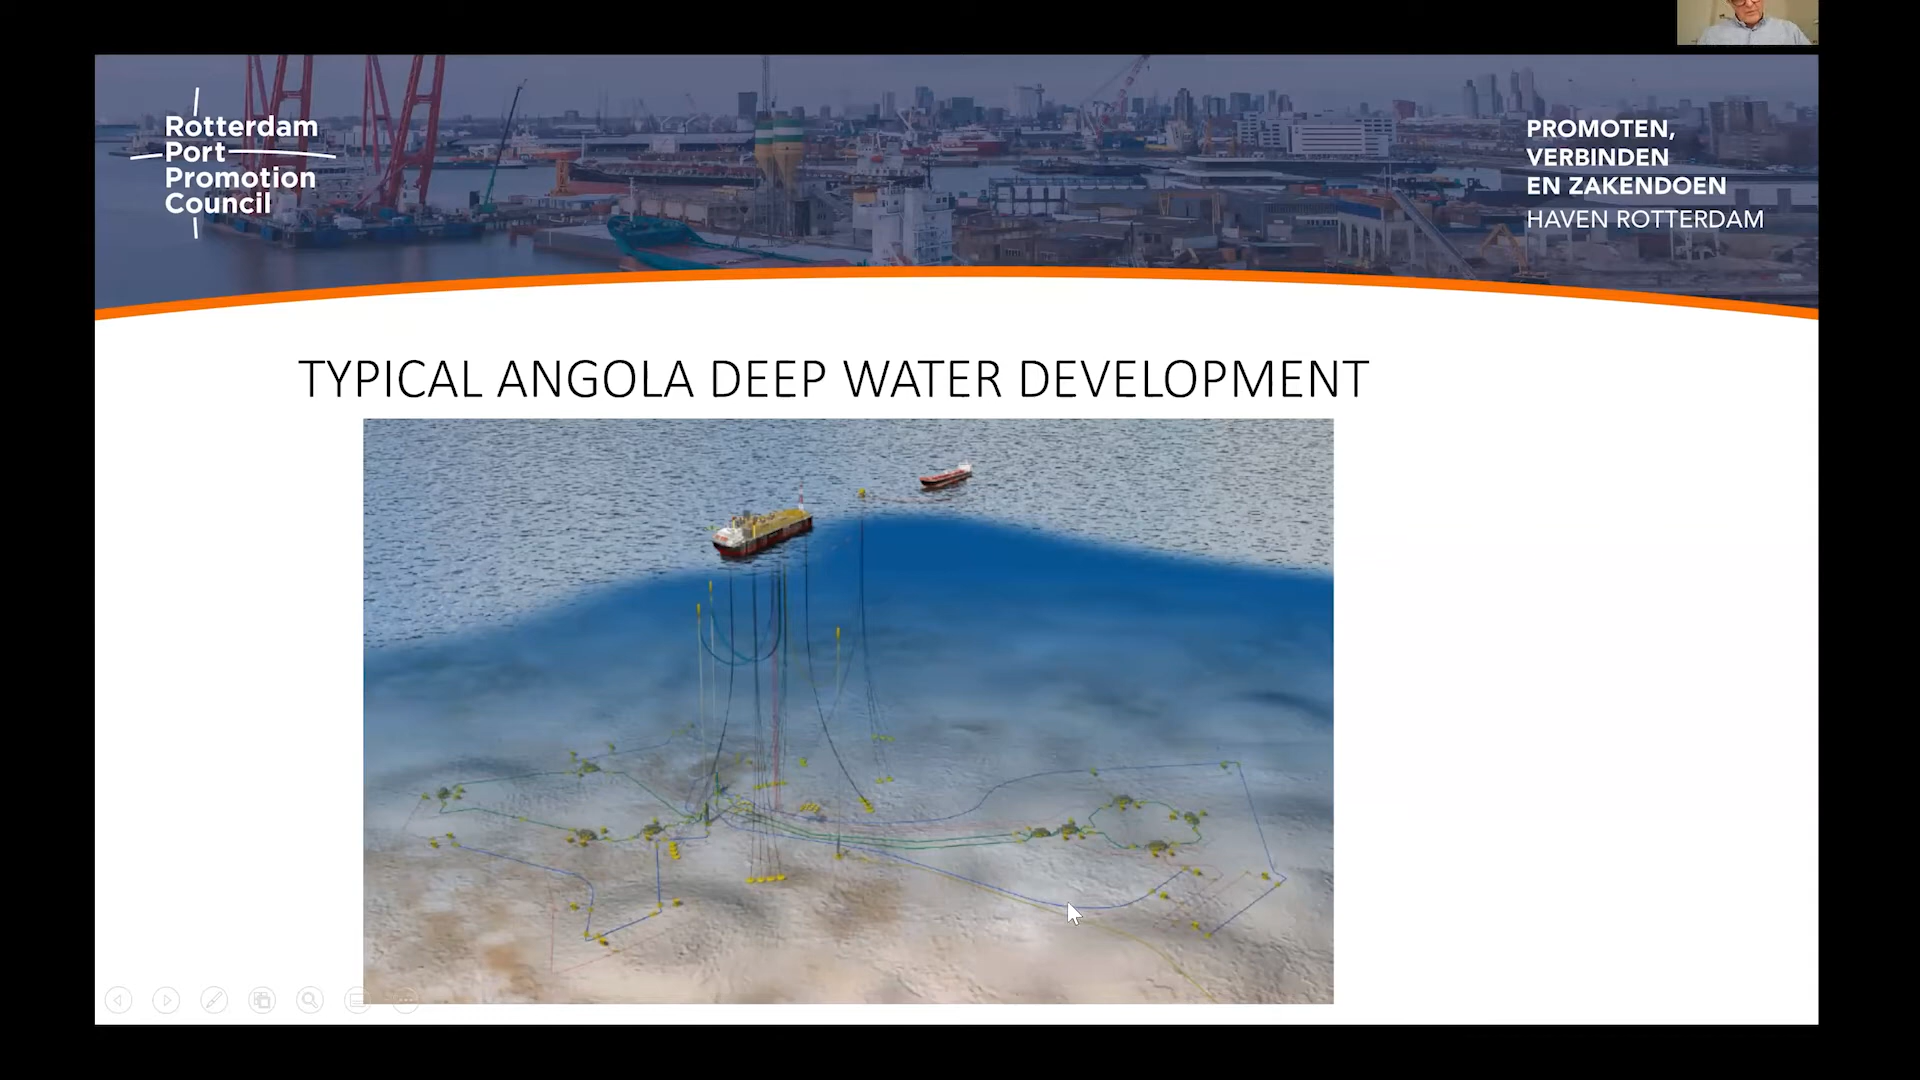 Rotterdam
Port
Promotion
Council
PROMOTEN,
VERBINDEN
EN ZAKENDOEN
HAVEN ROTTERDAM
TYPICAL ANGOLA DEEP WATER DEVELOPMENT